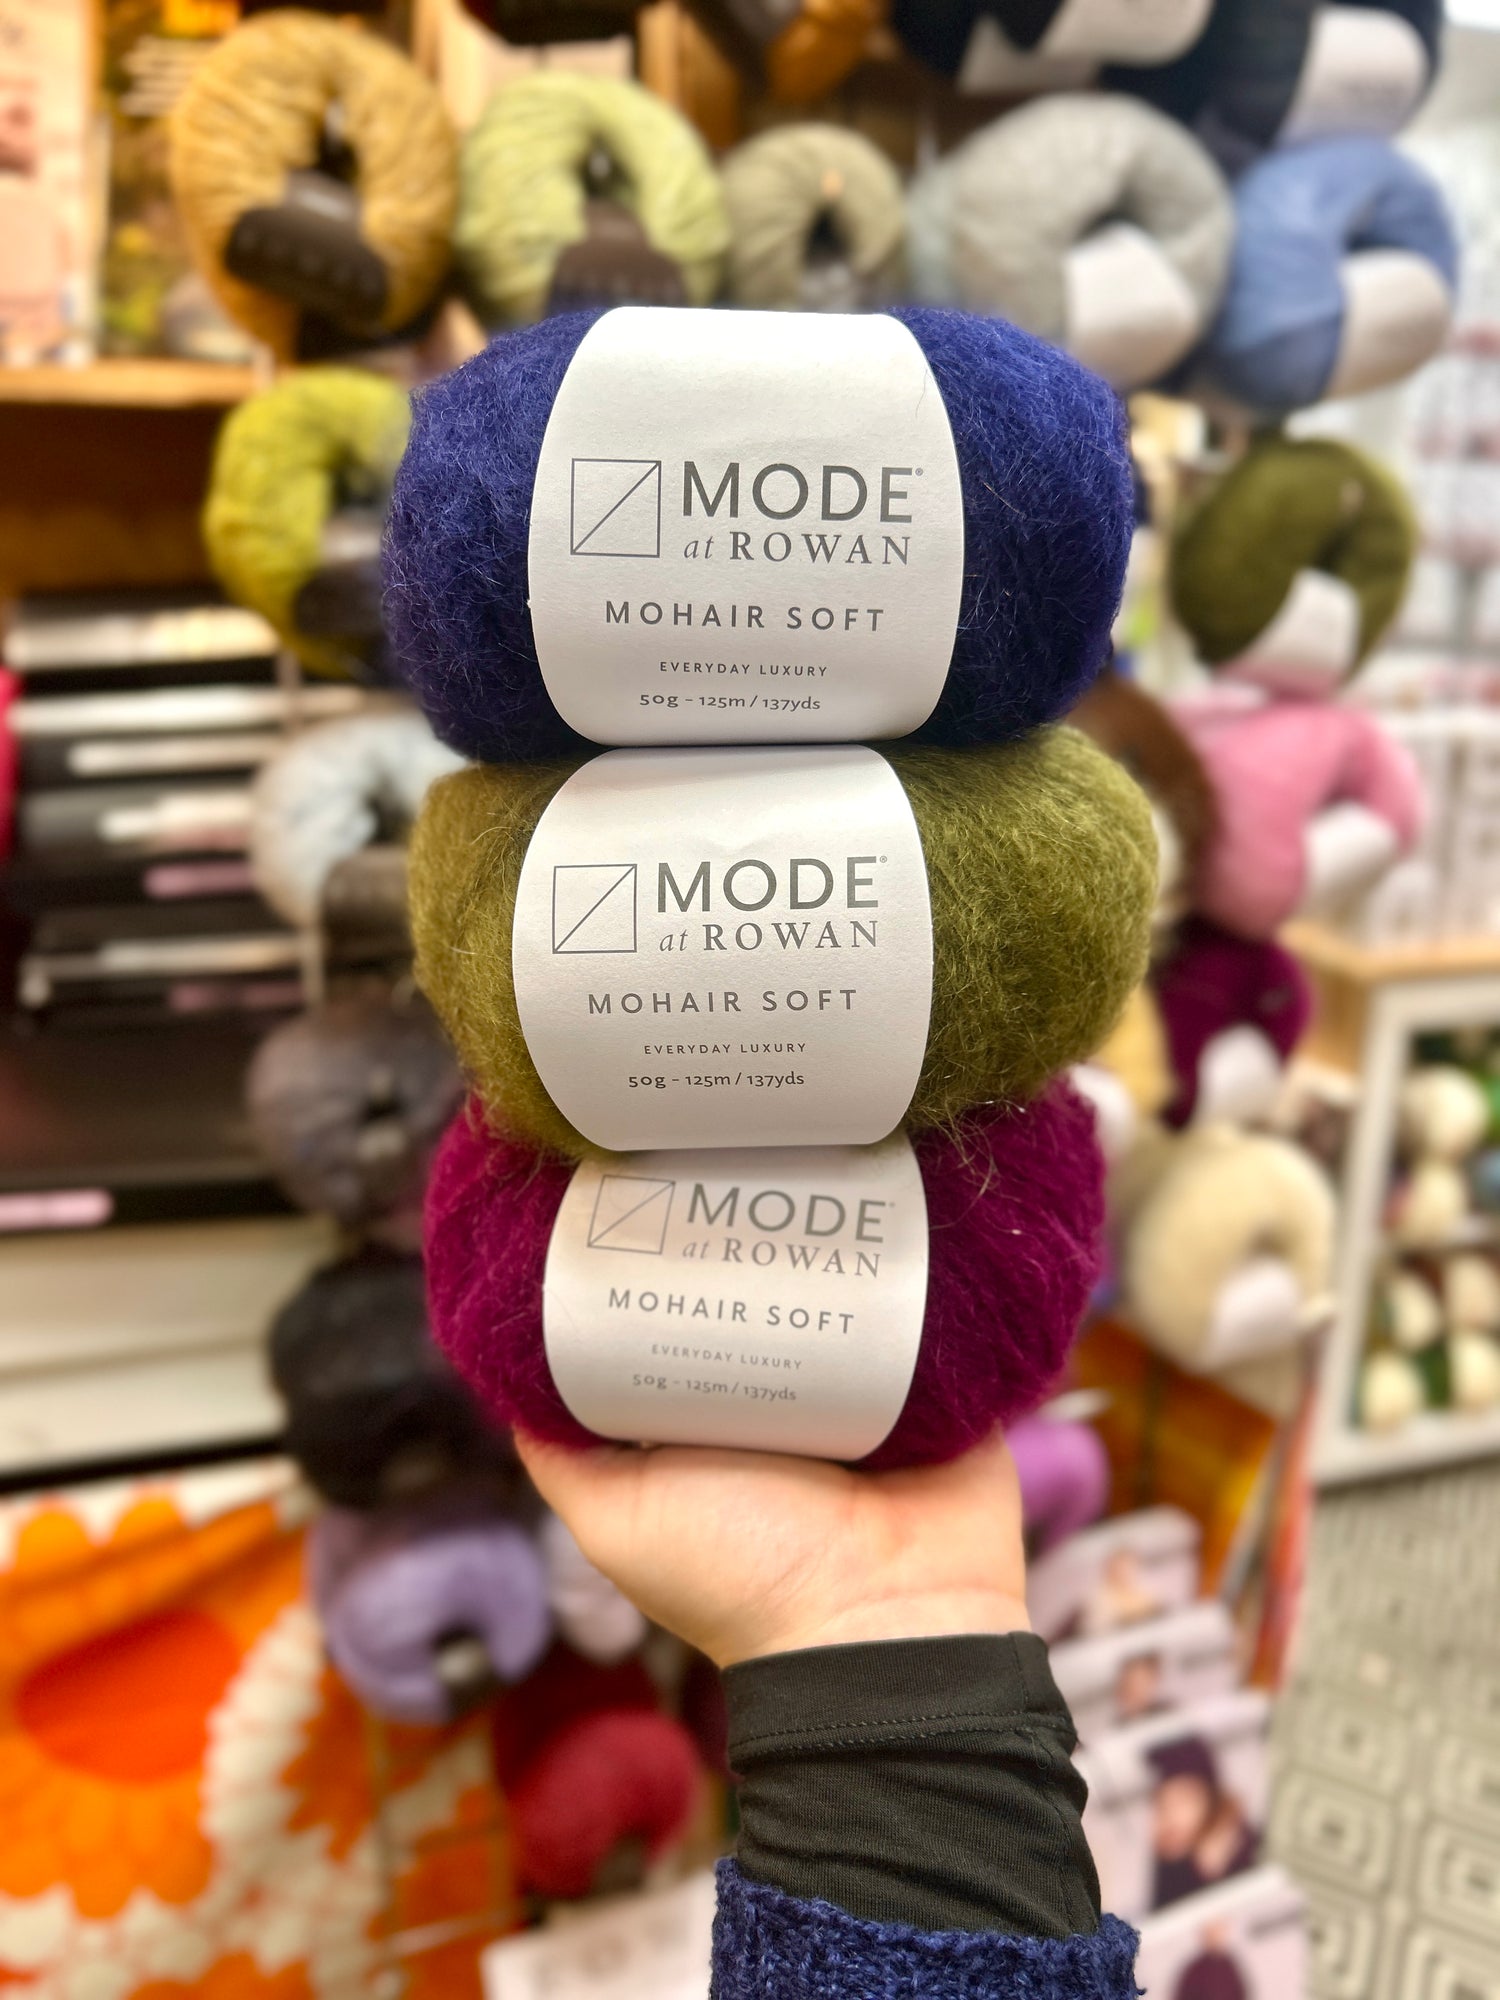 MODE®
at ROWAN
MOHAIR SOFT
EVERYDAY LUXURY
50g – 125m / 137yds
MODE®
at ROWAN
MOHAIR SOFT
EVERYDAY LUXURY
50g – 125m / 137yds
MODE®
at ROWAN
MOHAIR SOFT
EVERYDAY LUXURY
50g – 125m / 137yds